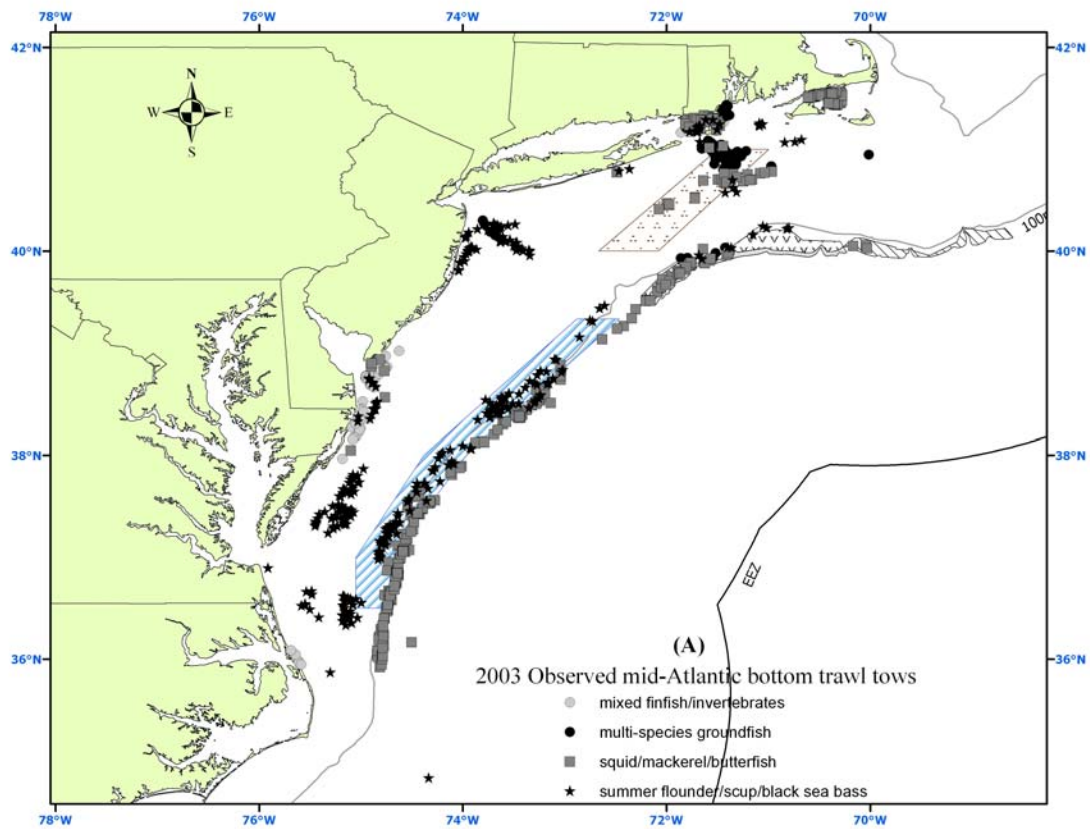 78°W 76°W 74°W 72°W 70°W
42°N 42°N
N
W E
S
100m
40°N 40°N
38°N 38°N
EEZ
36°N 36°N
(A)
2003 Observed mid-Atlantic bottom trawl tows
mixed finfish/invertebrates
multi-species groundfish
squid/mackerel/butterfish
summer flounder/scup/black sea bass
78°W 76°W 74°W 72°W 70°W